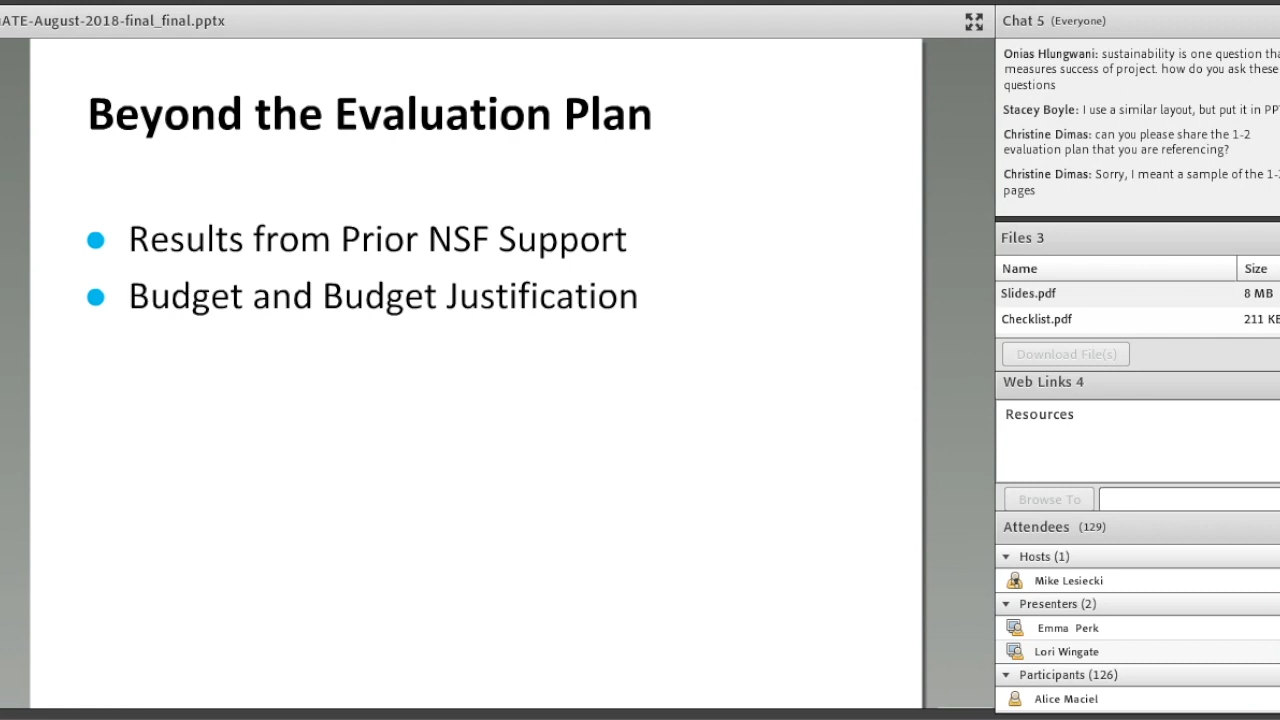 ATE-August-2018-final_final.pptx
Beyond the Evaluation Plan
Results from Prior NSF Support
Budget and Budget Justification
Chat 5 (Everyone)
Onias Hlungwani: sustainability is one question tha
measures success of project. how do you ask these
questions
Stacey Boyle: I use a similar layout, but put it in PP
Christine Dimas: can you please share the 1-2
evaluation plan that you are referencing?
Christine Dimas: Sorry, I meant a sample of the 1-
pages
Files 3
Name Size
Slides.pdf 8 MB
Checklist.pdf 211 KB
Download File(s)
Web Links 4
Resources
Browse To
Attendees (129)
Hosts (1)
Mike Lesiecki
Presenters (2)
Emma Perk
Lori Wingate
Participants (126)
Alice Maciel